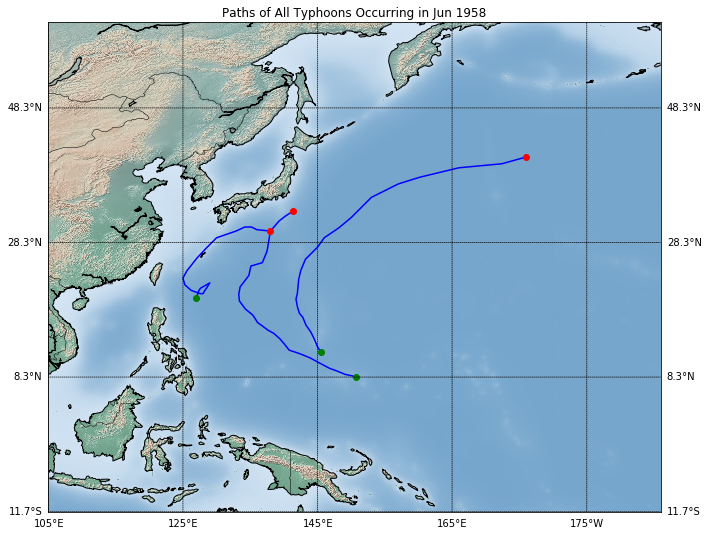 Paths of All Typhoons Occurring in Jun 1958
48.3°N 48.3°N
28.3°N 28.3°N
8.3°N 8.3°N
11.7°S 11.7°S
105°E 125°E 145°E 165°E 175°W